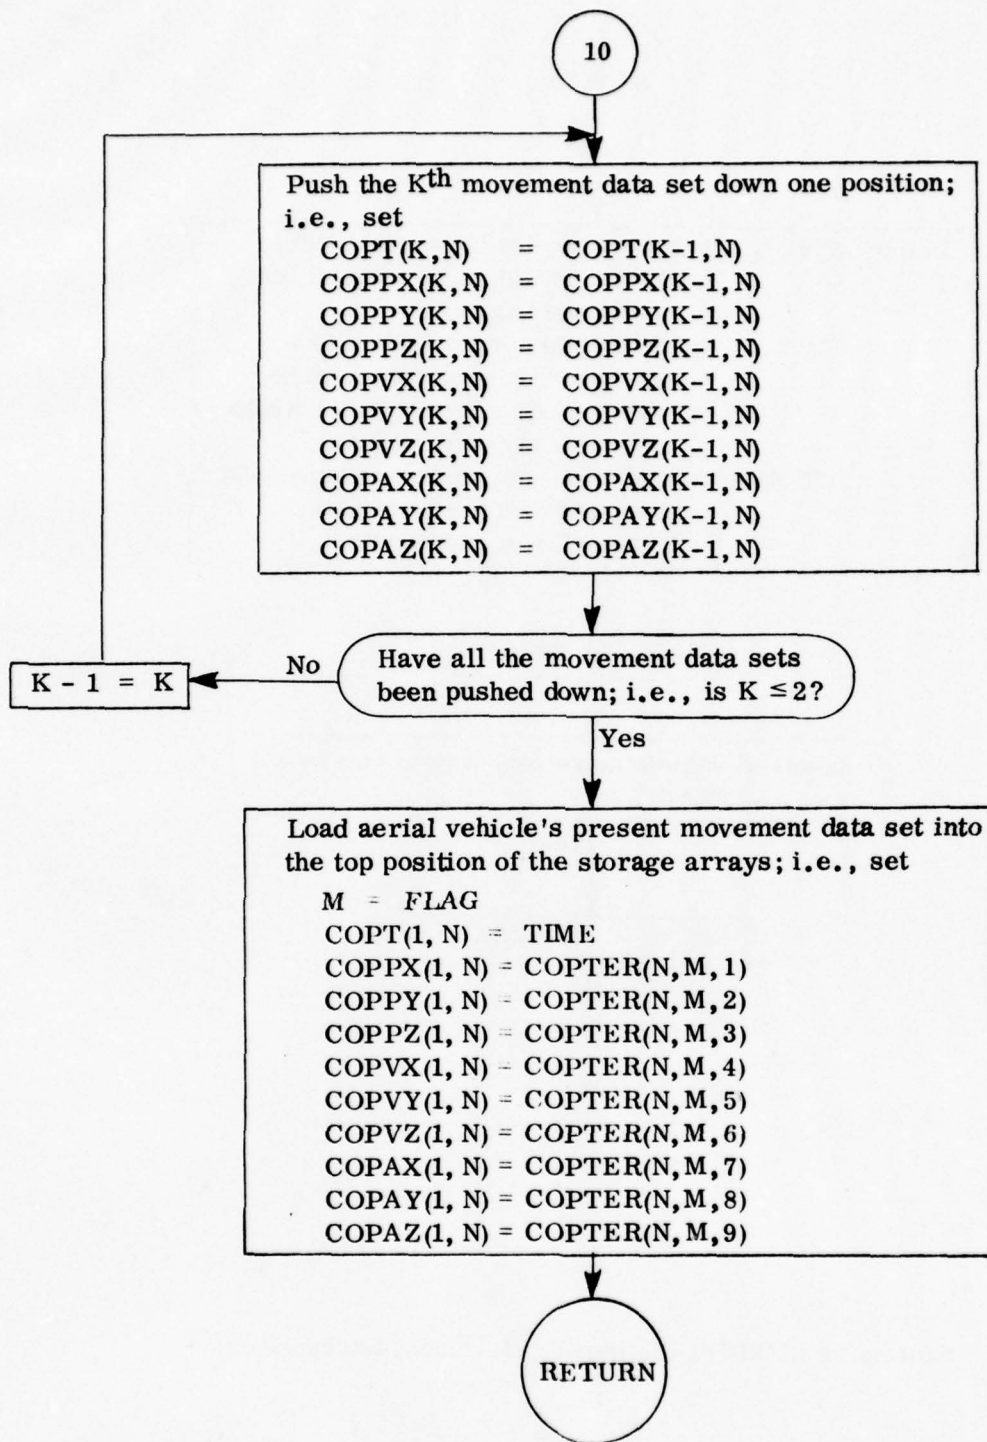 10
Push the Kth movement data set down one position;
i.e., set
COPT(K,N) = COPT(K-1,N)
COPPX(K,N) = COPPX(K-1,N)
COPPY(K,N) = COPPY(K-1,N)
COPPZ(K,N) = COPPZ(K-1,N)
COPVX(K,N) = COPVX(K-1,N)
COPVY(K,N) = COPVY(K-1,N)
COPVZ(K,N) = COPVZ(K-1,N)
COPAX(K,N) = COPAX(K-1,N)
COPAY(K,N) = COPAY(K-1,N)
COPAZ(K,N) = COPAZ(K-1,N)
Have all the movement data sets
been pushed down; i.e., is K ≤2?
No
K - 1 = K
Yes
Load aerial vehicle's present movement data set into
the top position of the storage arrays; i.e., set
M = FLAG
COPT(1, N) = TIME
COPPX(1, N) = COPTER(N,M,1)
COPPY(1, N) = COPTER(N,M,2)
COPPZ(1, N) = COPTER(N,M,3)
COPVX(1, N) = COPTER(N,M,4)
COPVY(1, N) = COPTER(N,M,5)
COPVZ(1, N) = COPTER(N,M,6)
COPAX(1, N) = COPTER(N,M,7)
COPAY(1, N) = COPTER(N,M,8)
COPAZ(1, N) = COPTER(N,M,9)
RETURN